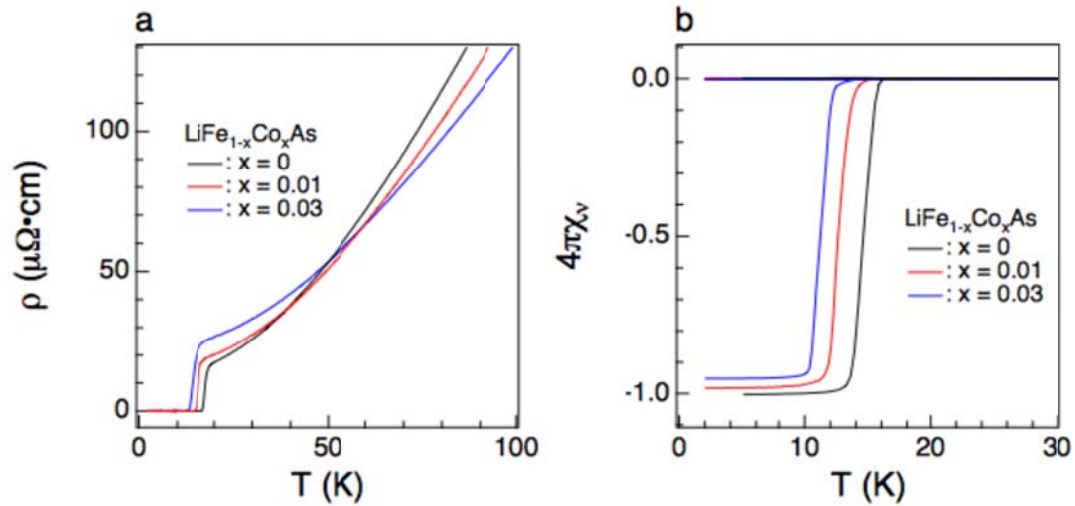 a
ρ (μΩ•cm)
100
50
0
LiFe₁₋ₓCoₓAs
: x = 0
: x = 0.01
: x = 0.03
0 50 100
T (K)
b
4πχᵥ
0.0
-0.5
-1.0
LiFe₁₋ₓCoₓAs
: x = 0
: x = 0.01
: x = 0.03
0 10 20 30
T (K)